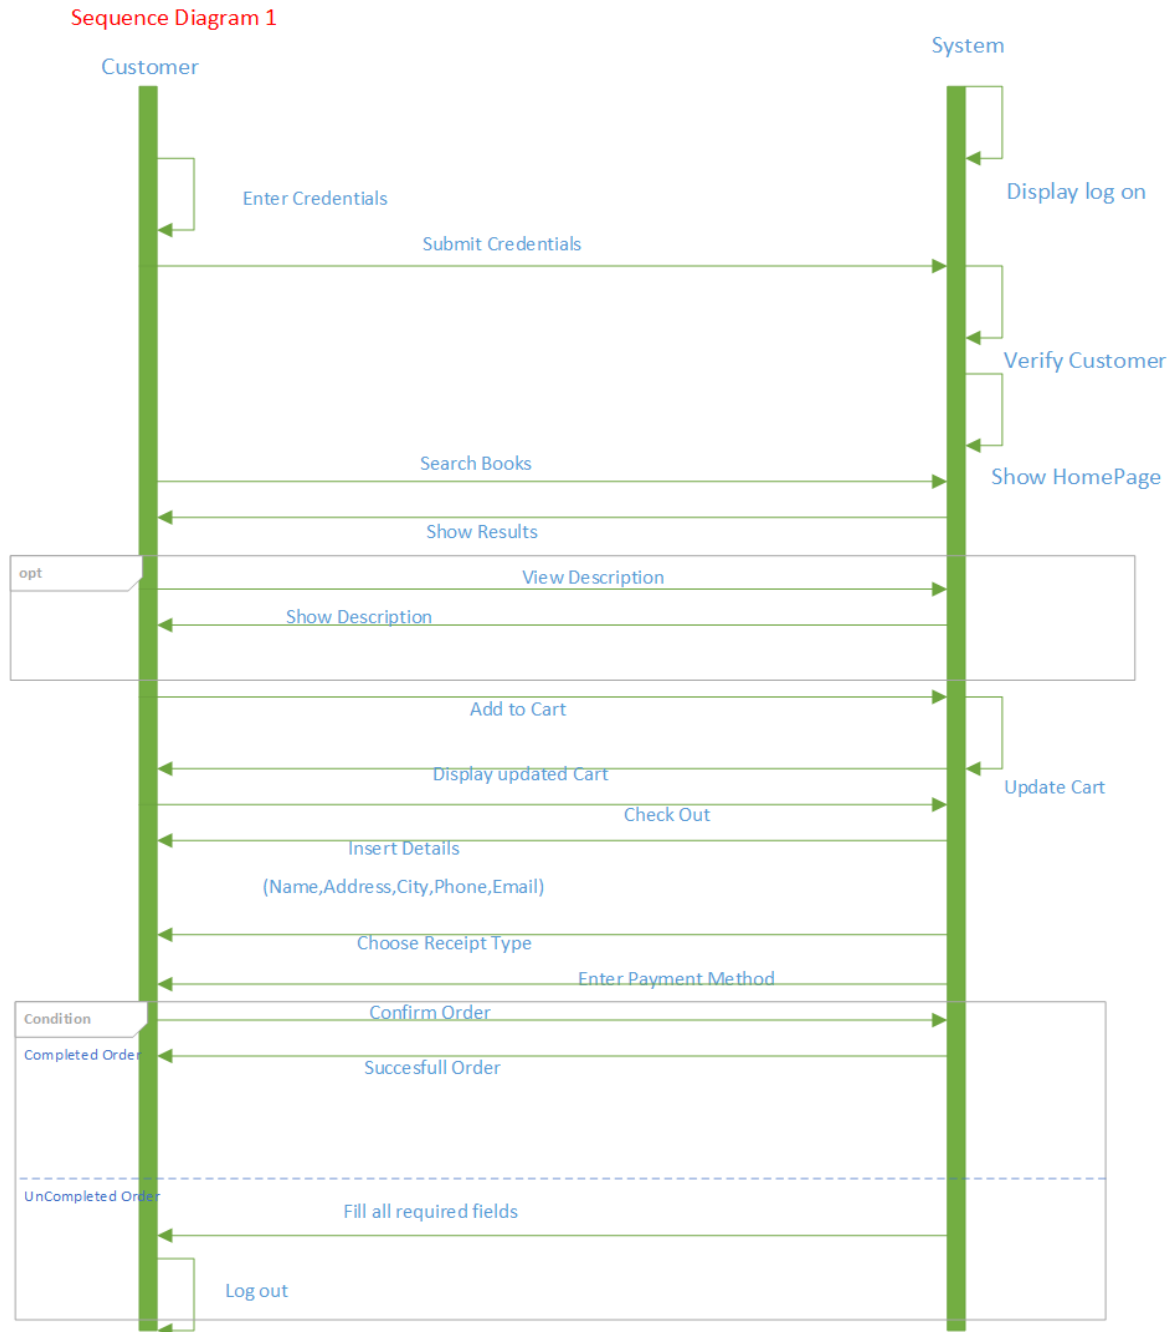 Sequence Diagram 1
System
Customer
Display log on
Enter Credentials
Submit Credentials
Verify Customer
Search Books
Show HomePage
Show Results
opt
View Description
Show Description
Add to Cart
Display updated Cart
Update Cart
Check Out
Insert Details
(Name,Address,City,Phone,Email)
Choose Receipt Type
Enter Payment Method
Confirm Order
Condition
Completed Order
Succesfull Order
UnCompleted Order
Fill all required fields
Log out